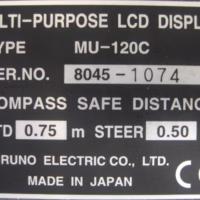 LTI-PURPOSE LCD DISPL
YPE MU-120C
ER.NO. 8045-1074
OMPASS SAFE DISTAN
TD 0.75 m STEER 0.50
RUNO ELECTRIC CO., LTD.
MADE IN JAPAN CE